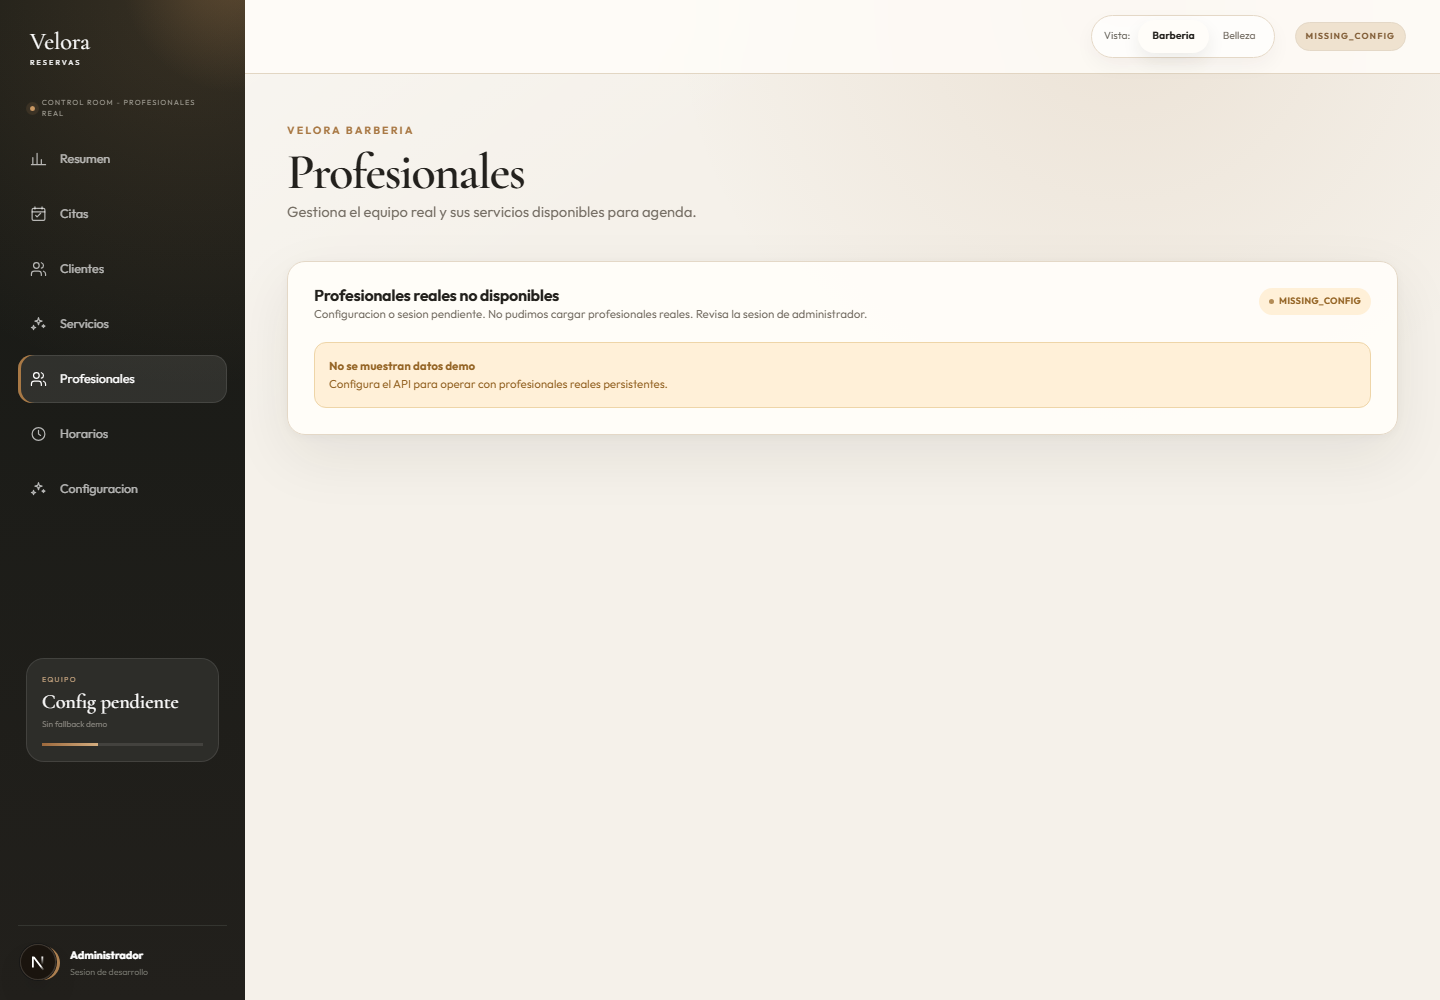 Velora
RESERVAS
CONTROL ROOM - PROFESIONALES
REAL
Resumen
Citas
Clientes
Servicios
Profesionales
Horarios
Configuracion
EQUIPO
Config pendiente
Sin fallback demo
N
Administrador
Sesion de desarrollo
Vista: Barberia Belleza
MISSING_CONFIG
VELORA BARBERIA
Profesionales
Gestiona el equipo real y sus servicios disponibles para agenda.
Profesionales reales no disponibles
Configuracion o sesion pendiente. No pudimos cargar profesionales reales. Revisa la sesion de administrador.
MISSING_CONFIG
No se muestran datos demo
Configura el API para operar con profesionales reales persistentes.